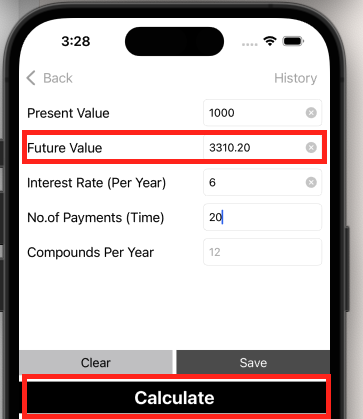 3:28
Back History
Present Value 1000
Future Value 3310.20
Interest Rate (Per Year) 6
No.of Payments (Time) 20
Compounds Per Year 12
Clear Save
Calculate